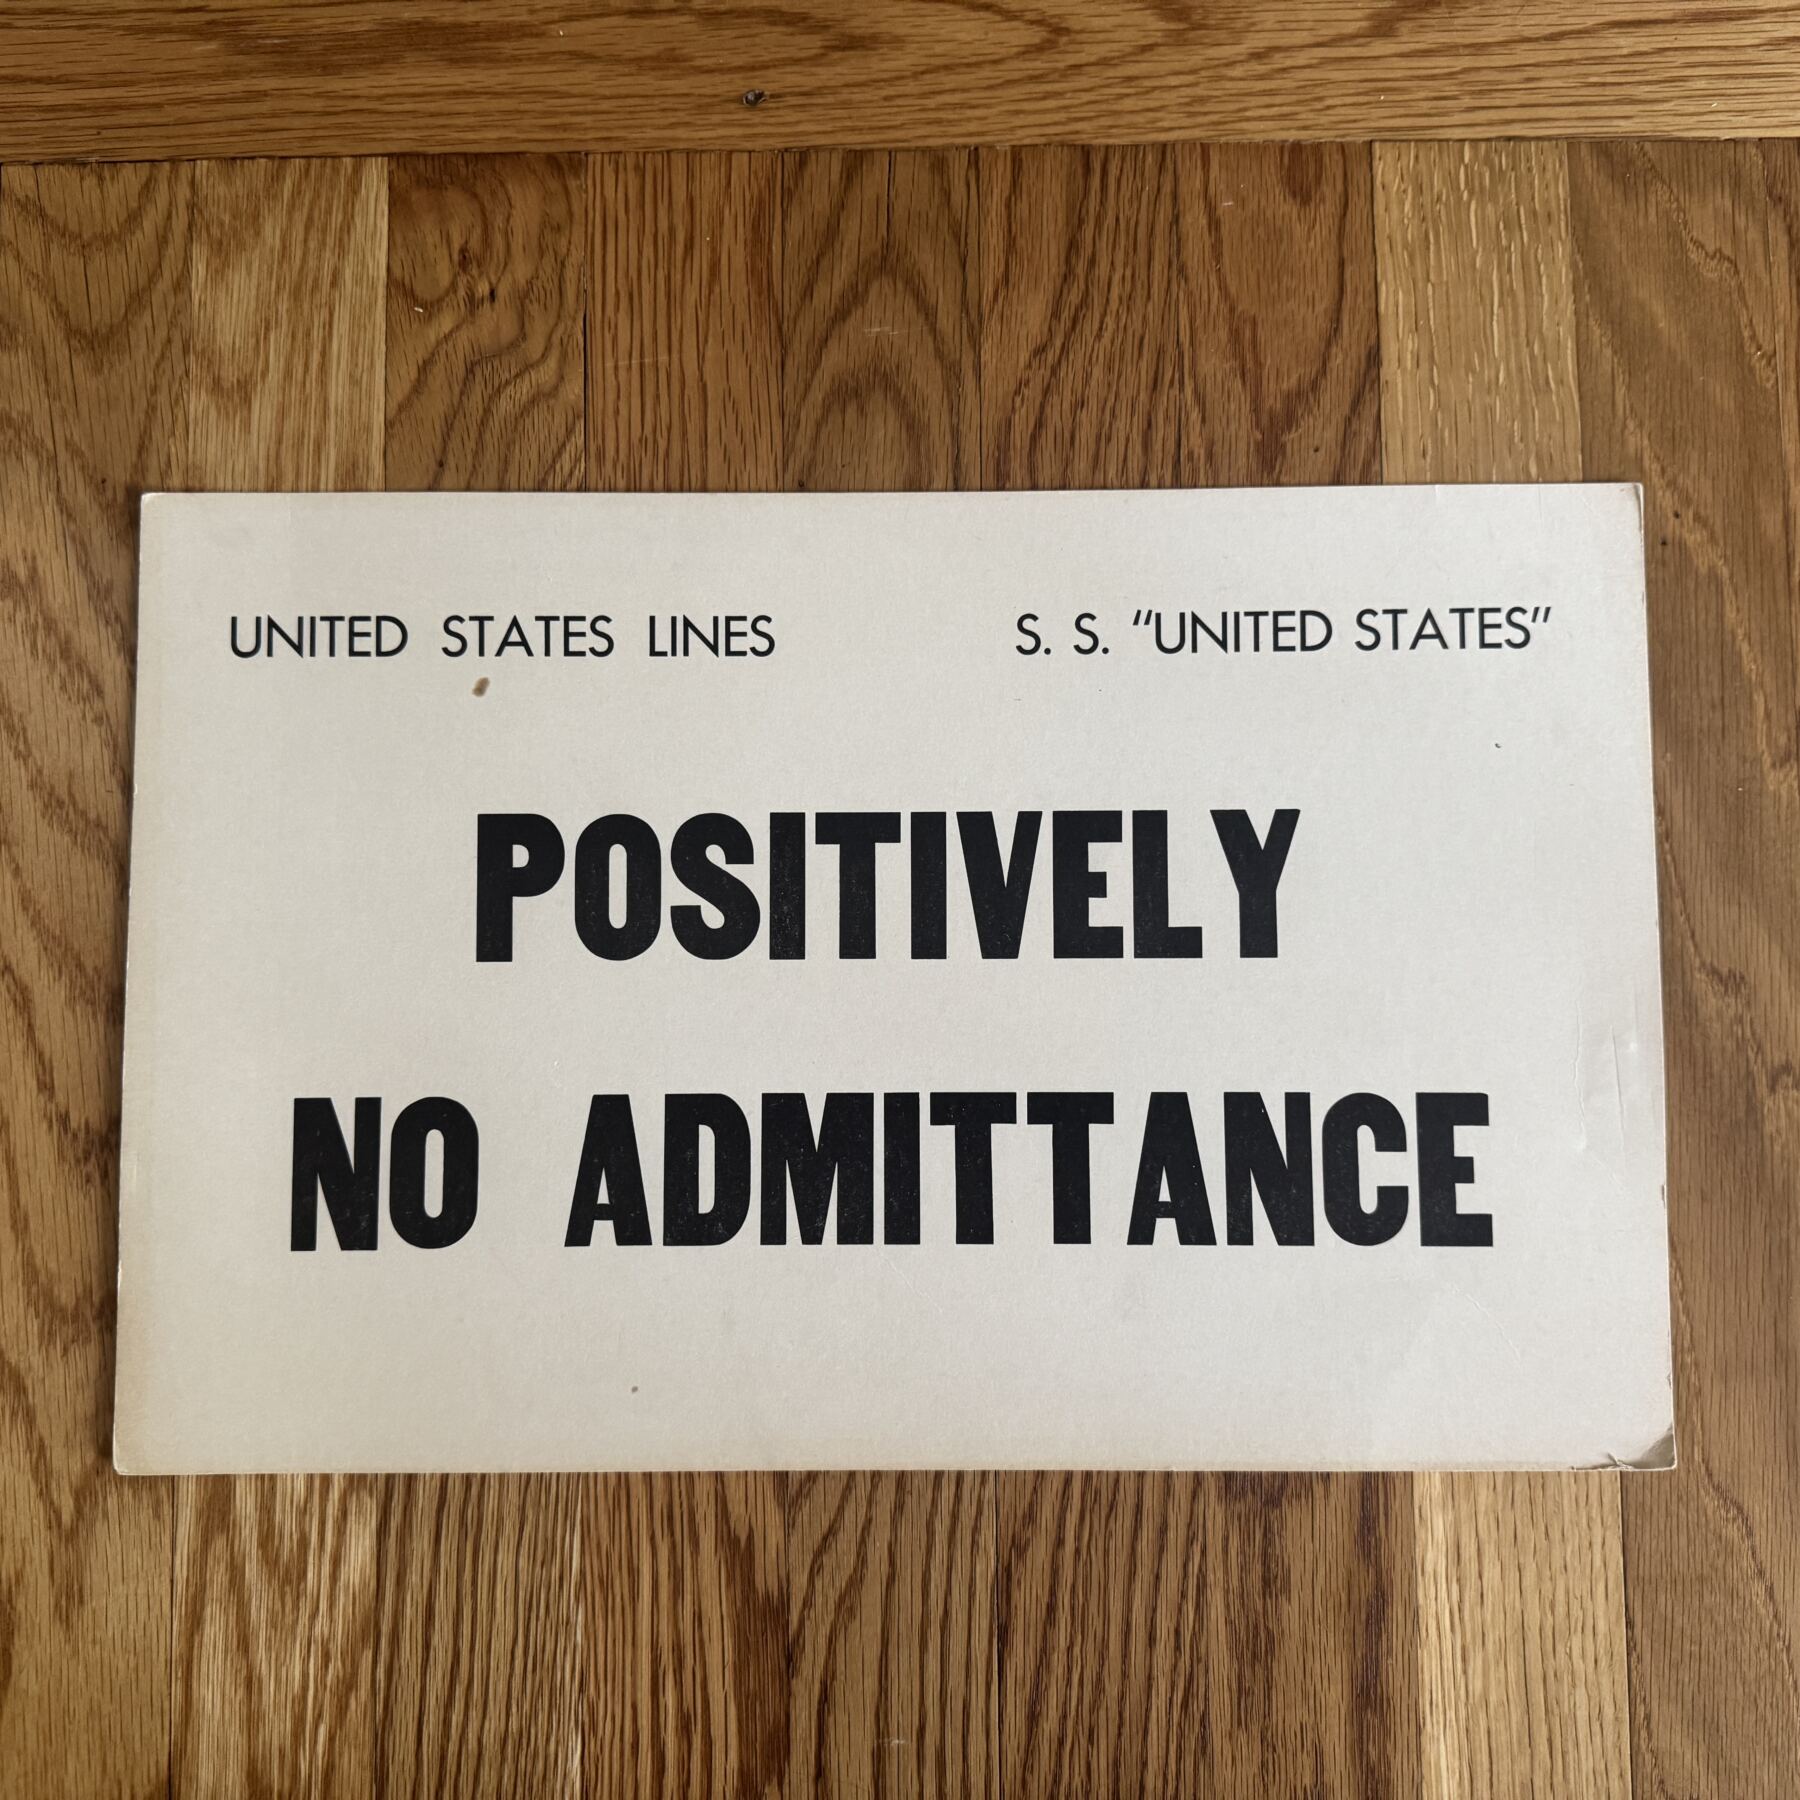 UNITED STATES LINES S. S. "UNITED STATES"
POSITIVELY
NO ADMITTANCE